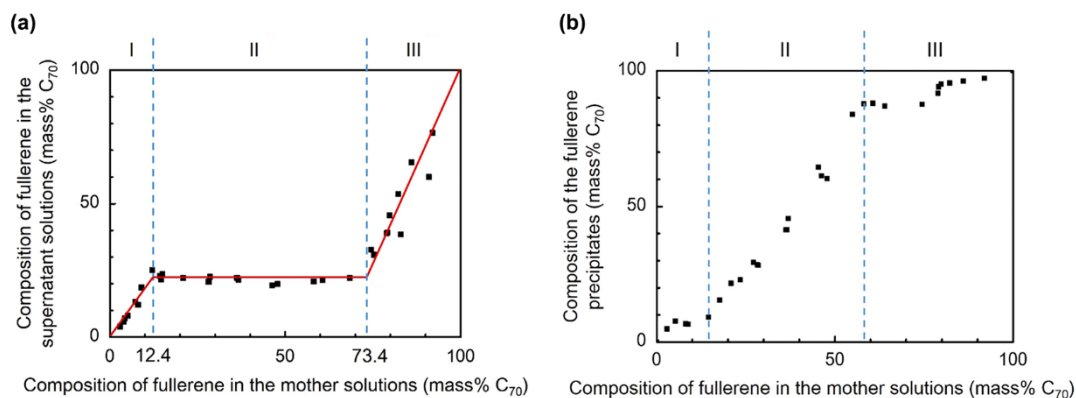 (a)
I II III
100
50
0
0 12.4 50 73.4 100
Composition of fullerene in the
supernatant solutions (mass% C₇₀)
Composition of fullerene in the mother solutions (mass% C₇₀)
(b)
I II III
100
50
0
0 50 100
Composition of the fullerene
precipitates (mass% C₇₀)
Composition of fullerene in the mother solutions (mass% C₇₀)